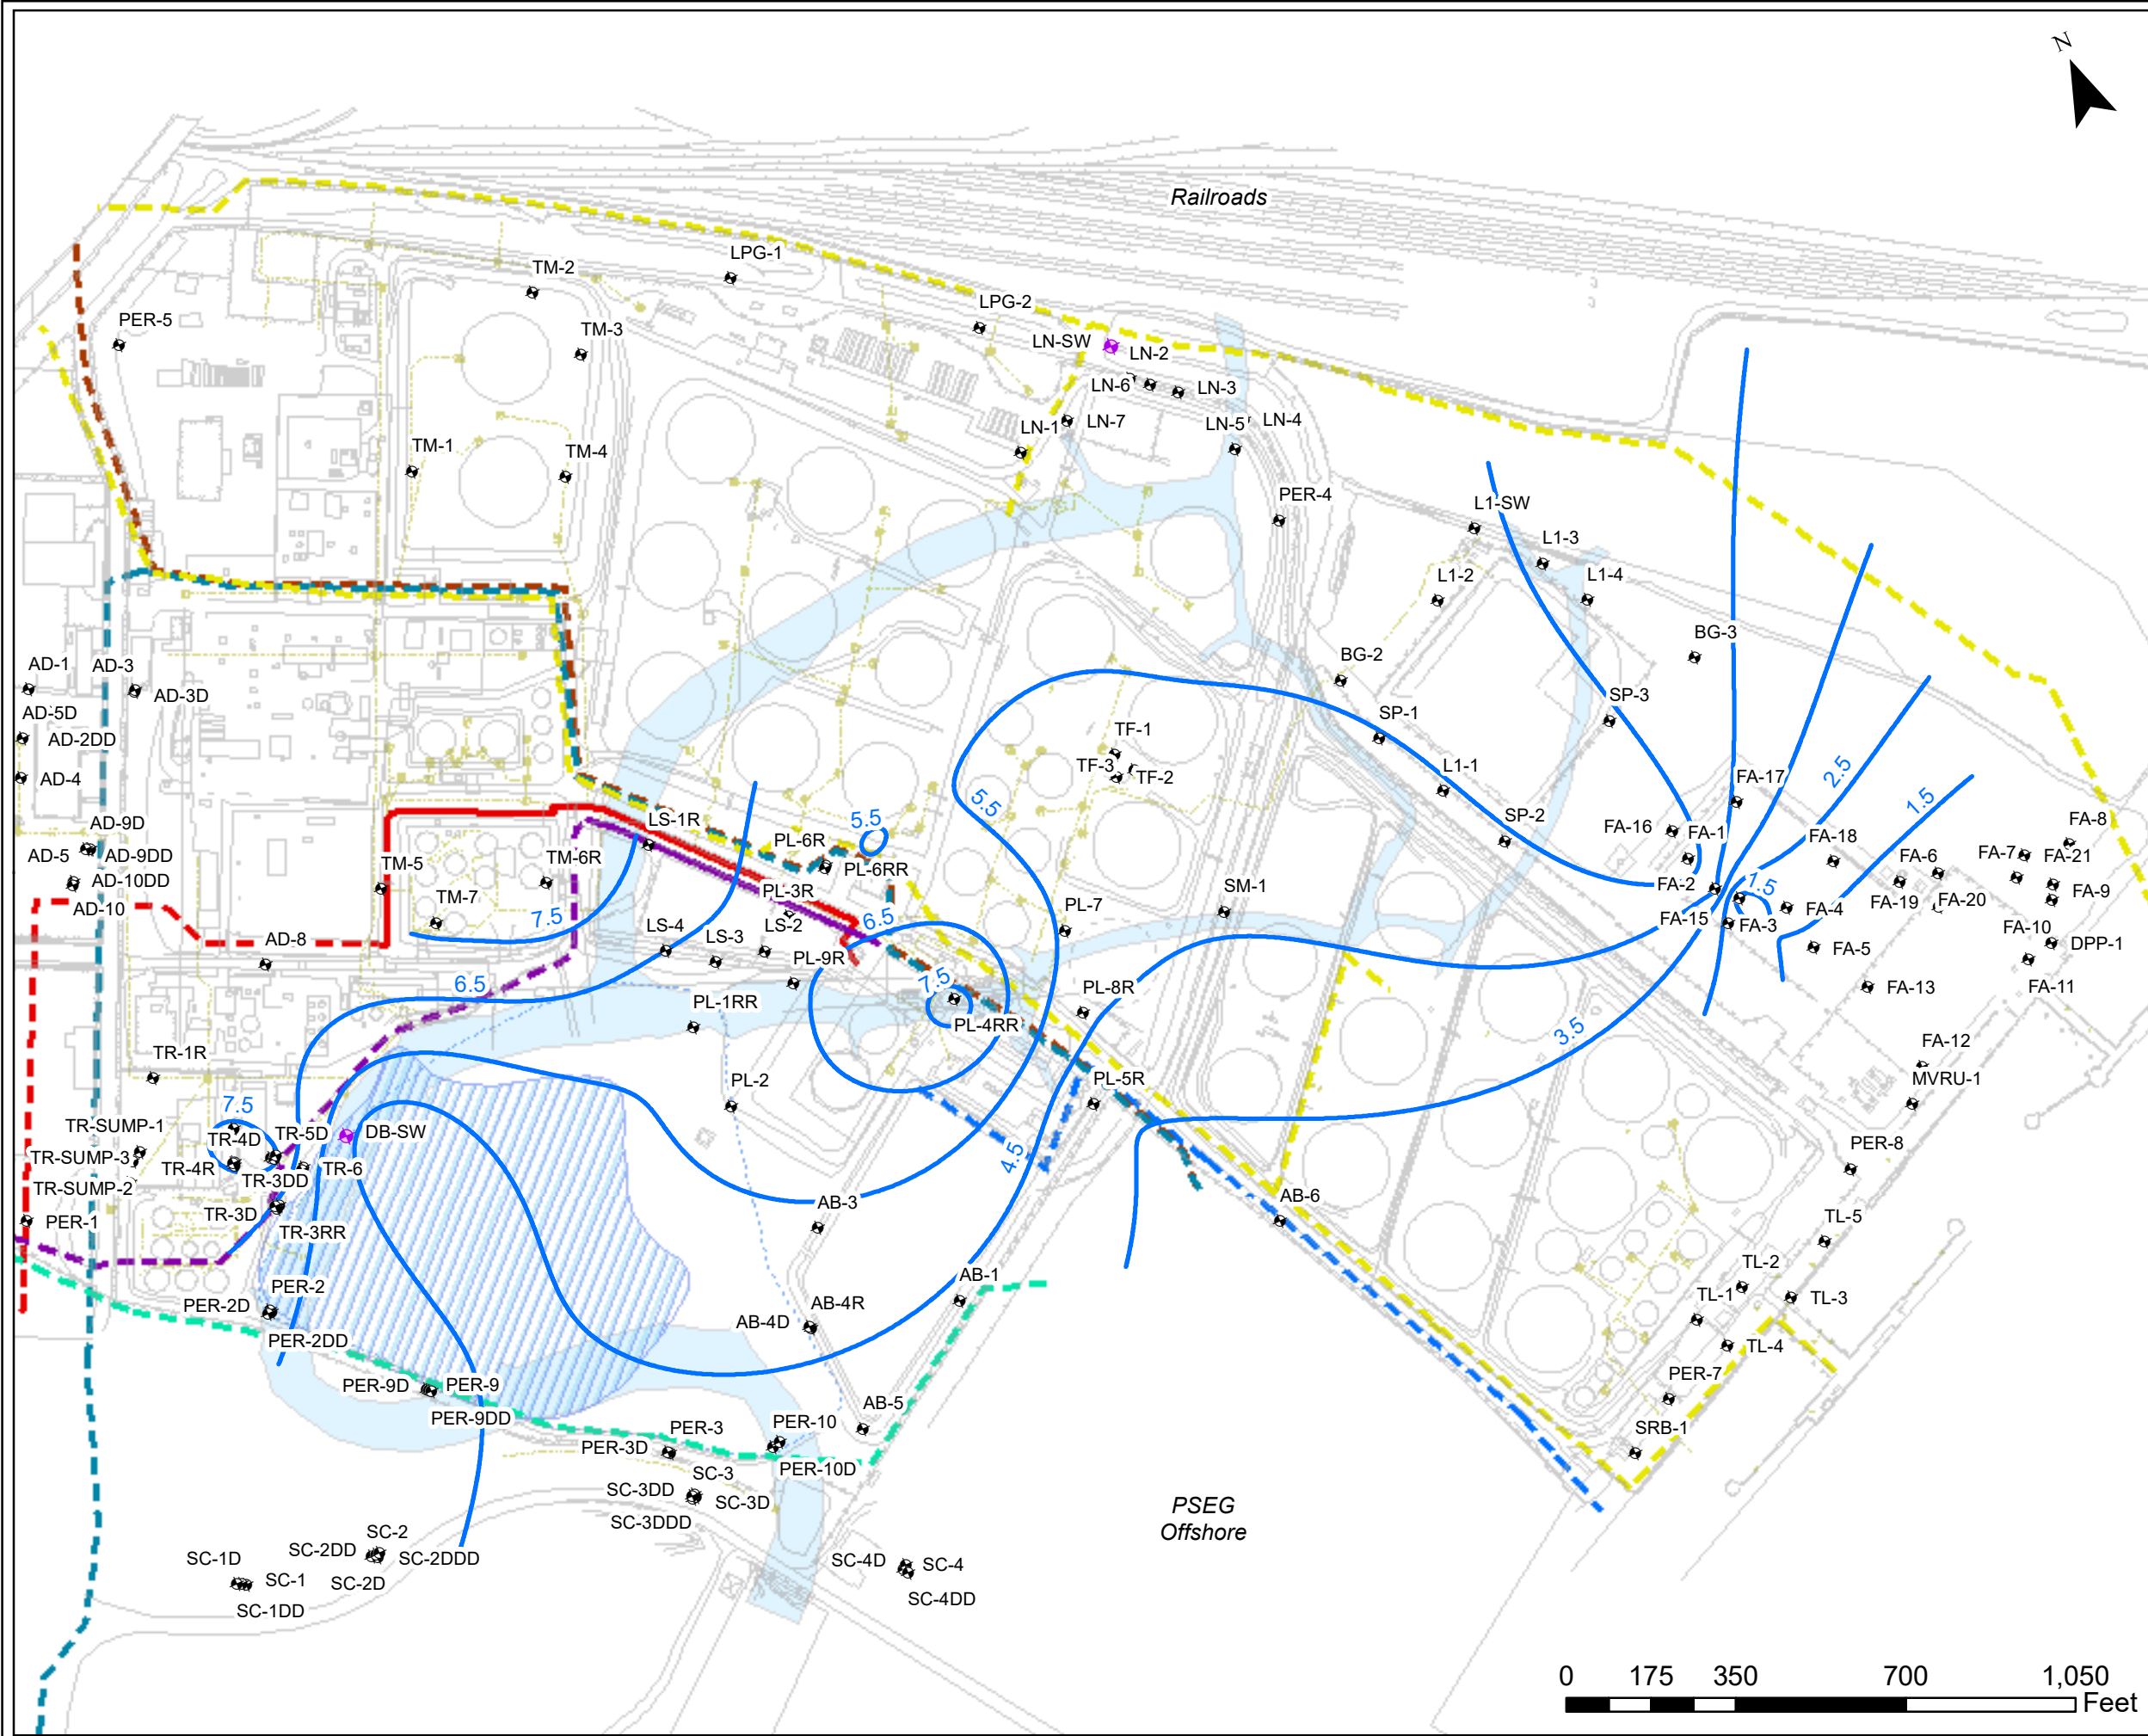 N
Railroads
LPG-1
TM-2
LPG-2
PER-5
TM-3
LN-SW
LN-2
LN-6
LN-3
LN-1
LN-7
LN-5
LN-4
TM-1
TM-4
PER-4
L1-SW
L1-3
L1-2
L1-4
BG-3
BG-2
AD-1
AD-3
AD-3D
SP-3
AD-5D
SP-1
AD-2DD
TF-1
TF-3
TF-2
AD-4
L1-1
FA-17
2.5
5.5
1.5
AD-9D
LS-1R
5.5
PL-6R
SP-2
FA-16
FA-1
FA-18
FA-8
AD-5
AD-9DD
TM-5
TM-6R
PL-6RR
FA-6
FA-7
FA-21
AD-10DD
PL-3R
SM-1
FA-2
1.5
FA-9
AD-10
TM-7
7.5
LS-4
LS-2
6.5
PL-7
FA-15
FA-3
FA-4
FA-19
FA-20
AD-8
LS-3
PL-9R
FA-5
FA-10
DPP-1
6.5
7.5
PL-8R
FA-13
FA-11
PL-1RR
PL-4RR
3.5
TR-1R
FA-12
PL-2
PL-5R
MVRU-1
7.5
TR-SUMP-1
TR-4D
TR-5D
DB-SW
4.5
PER-8
TR-SUMP-3
TR-4R
TR-6
TR-SUMP-2
TR-3DD
AB-3
AB-6
PER-1
TR-3D
TR-3RR
TL-5
PER-2
AB-1
TL-2
PER-2D
AB-4R
TL-1
TL-3
PER-2DD
AB-4D
TL-4
PER-9D
PER-9
PER-7
PER-9DD
AB-5
PER-3
PER-10
SRB-1
PER-3D
PER-10D
SC-3
SC-3DD
SC-3D
SC-3DDD
PSEG
Offshore
SC-2
SC-1D
SC-2DD
SC-2DDD
SC-4D
SC-4
SC-1
SC-2D
SC-4DD
SC-1DD
0 175 350 700 1,050
Feet